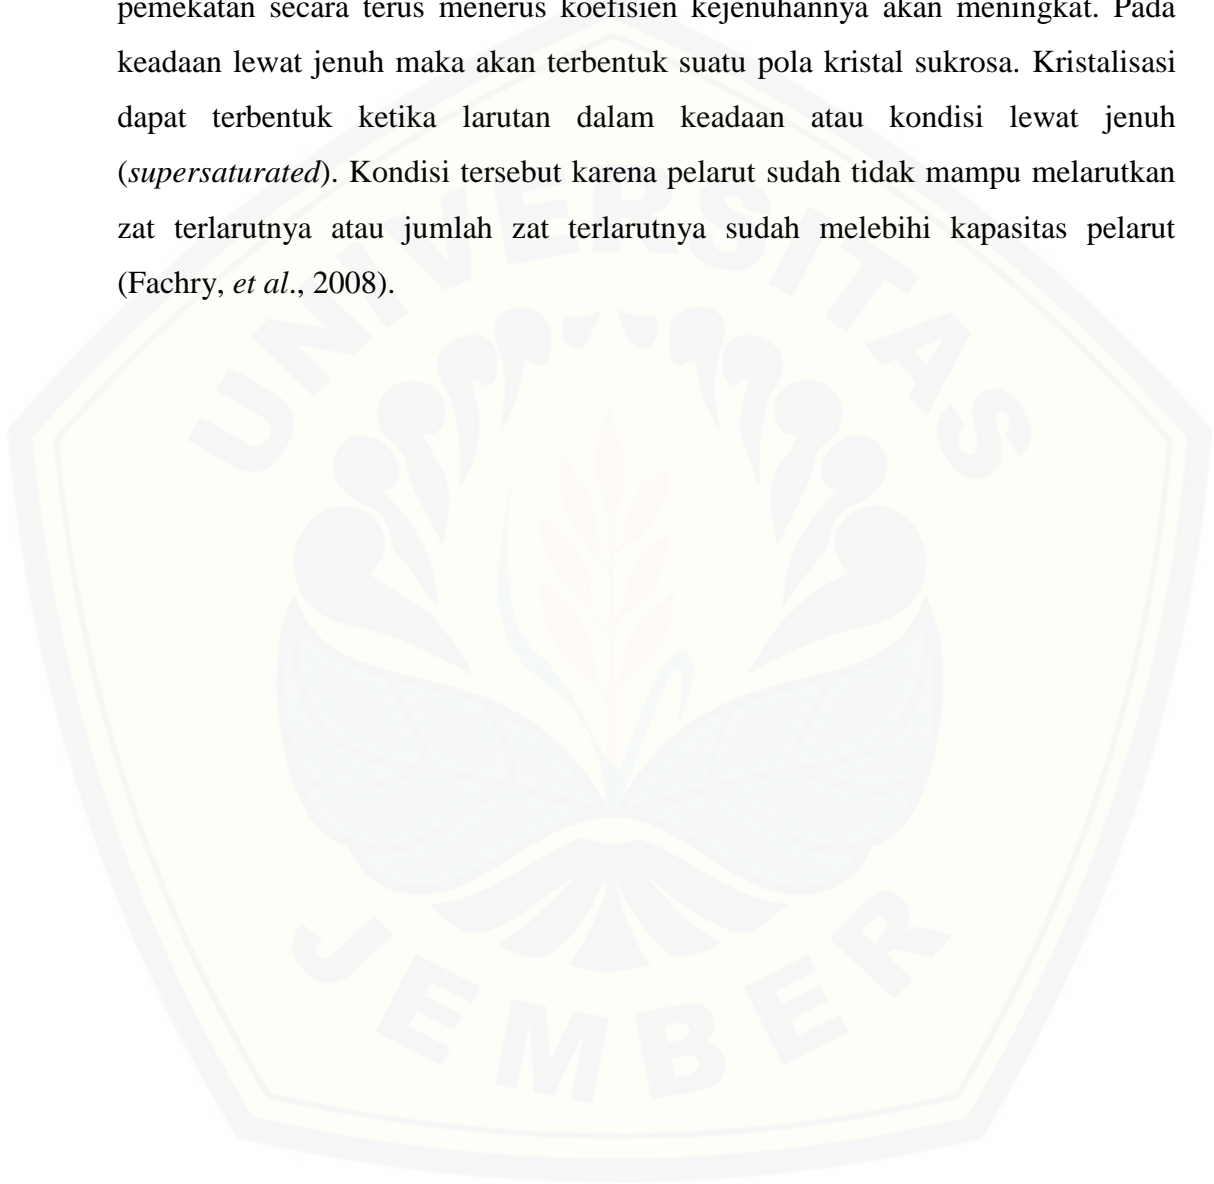 pemekatan secara terus menerus koefisien kejenuhannya akan meningkat. Pada
keadaan lewat jenuh maka akan terbentuk suatu pola kristal sukrosa. Kristalisasi
dapat terbentuk ketika larutan dalam keadaan atau kondisi lewat jenuh
(supersaturated). Kondisi tersebut karena pelarut sudah tidak mampu melarutkan
zat terlarutnya atau jumlah zat terlarutnya sudah melebihi kapasitas pelarut
(Fachry, et al., 2008).
UNIVERSITAS
JEMBER